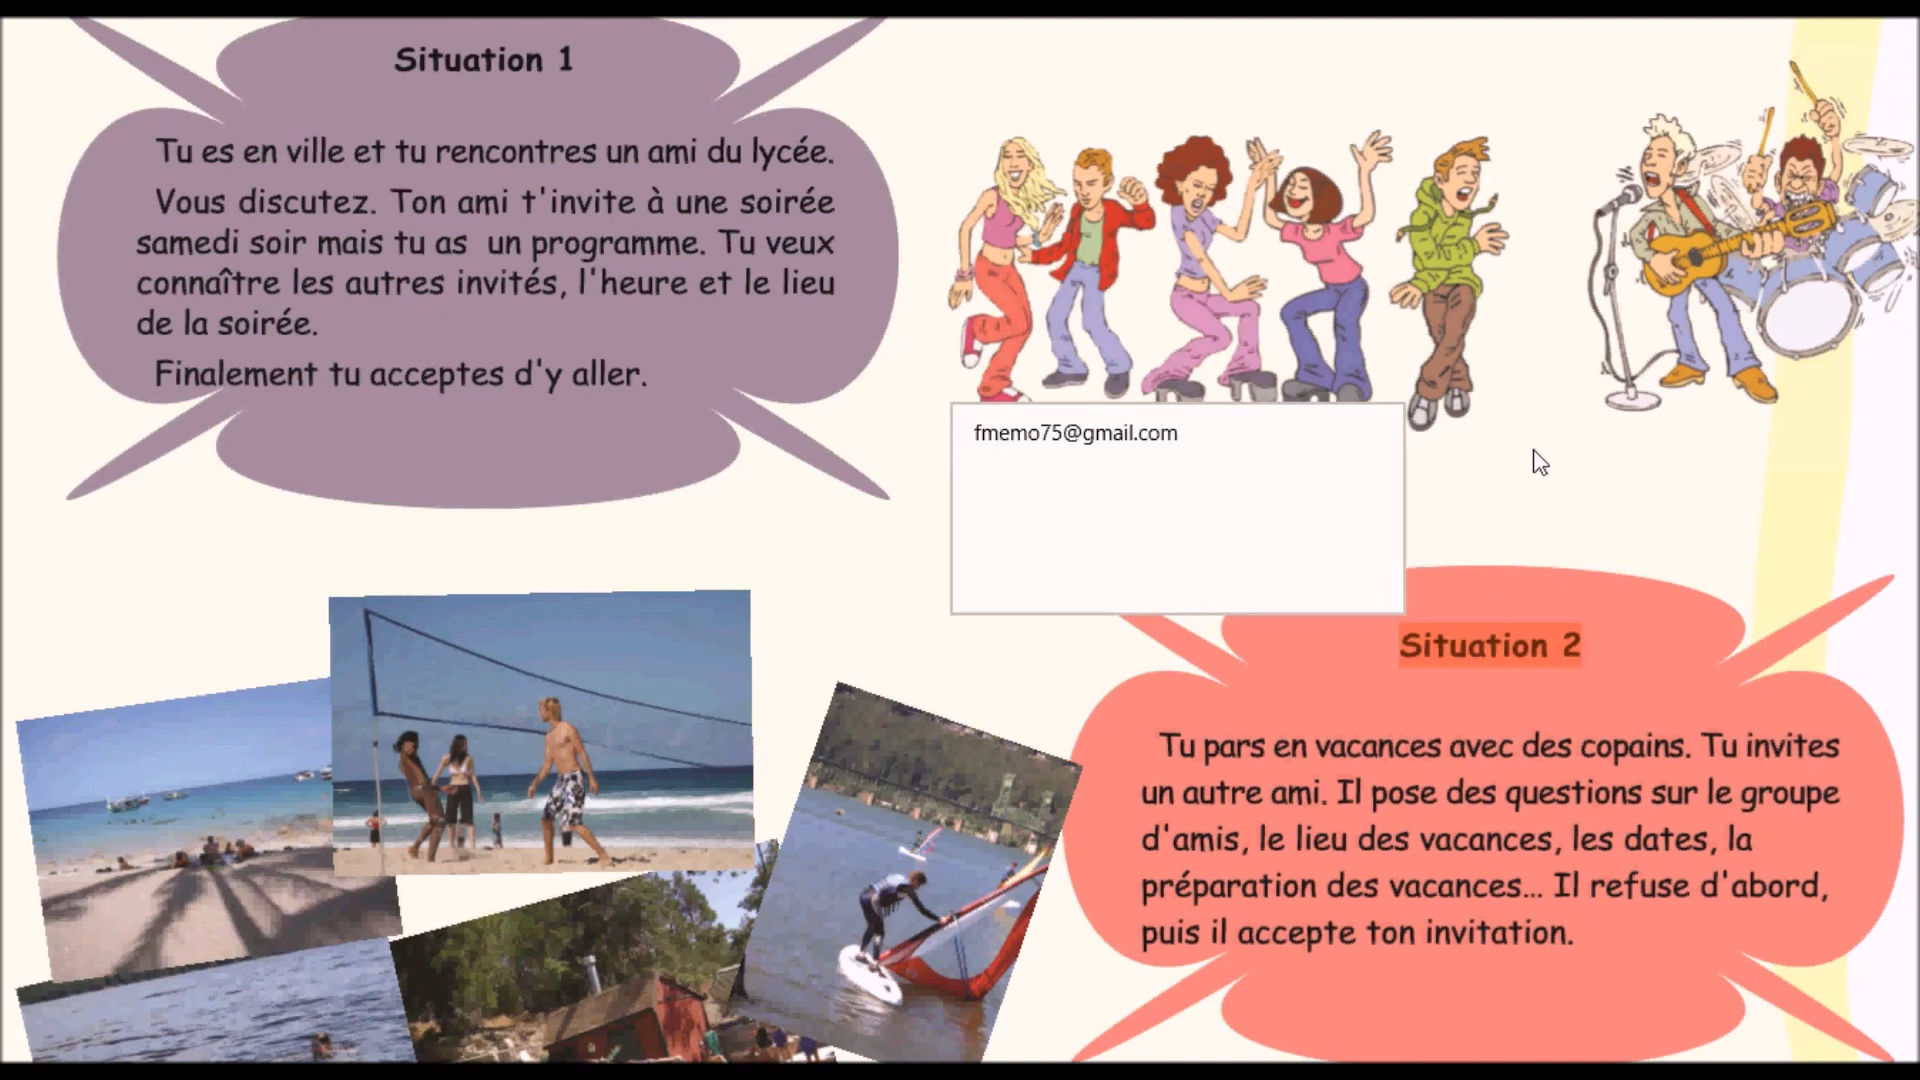 Situation 1
Tu es en ville et tu rencontres un ami du lycée.
Vous discutez. Ton ami t'invite à une soirée
samedi soir mais tu as un programme. Tu veux
connaître les autres invités, l'heure et le lieu
de la soirée.
Finalement tu acceptes d'y aller.
fmemo75@gmail.com
Situation 2
Tu pars en vacances avec des copains. Tu invites
un autre ami. Il pose des questions sur le groupe
d'amis, le lieu des vacances, les dates, la
préparation des vacances... Il refuse d'abord,
puis il accepte ton invitation.